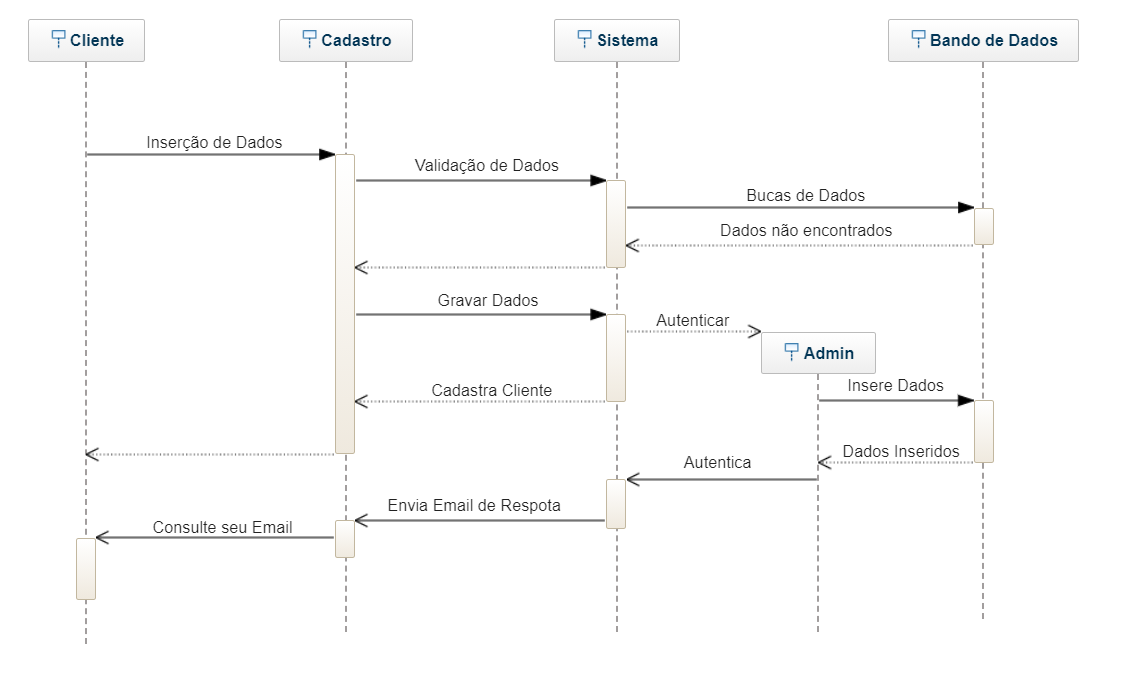 Cliente
Cadastro
Sistema
Bando de Dados
Inserção de Dados
Validação de Dados
Bucas de Dados
Dados não encontrados
Gravar Dados
Autenticar
Admin
Insere Dados
Cadastra Cliente
Dados Inseridos
Autentica
Envia Email de Respota
Consulte seu Email